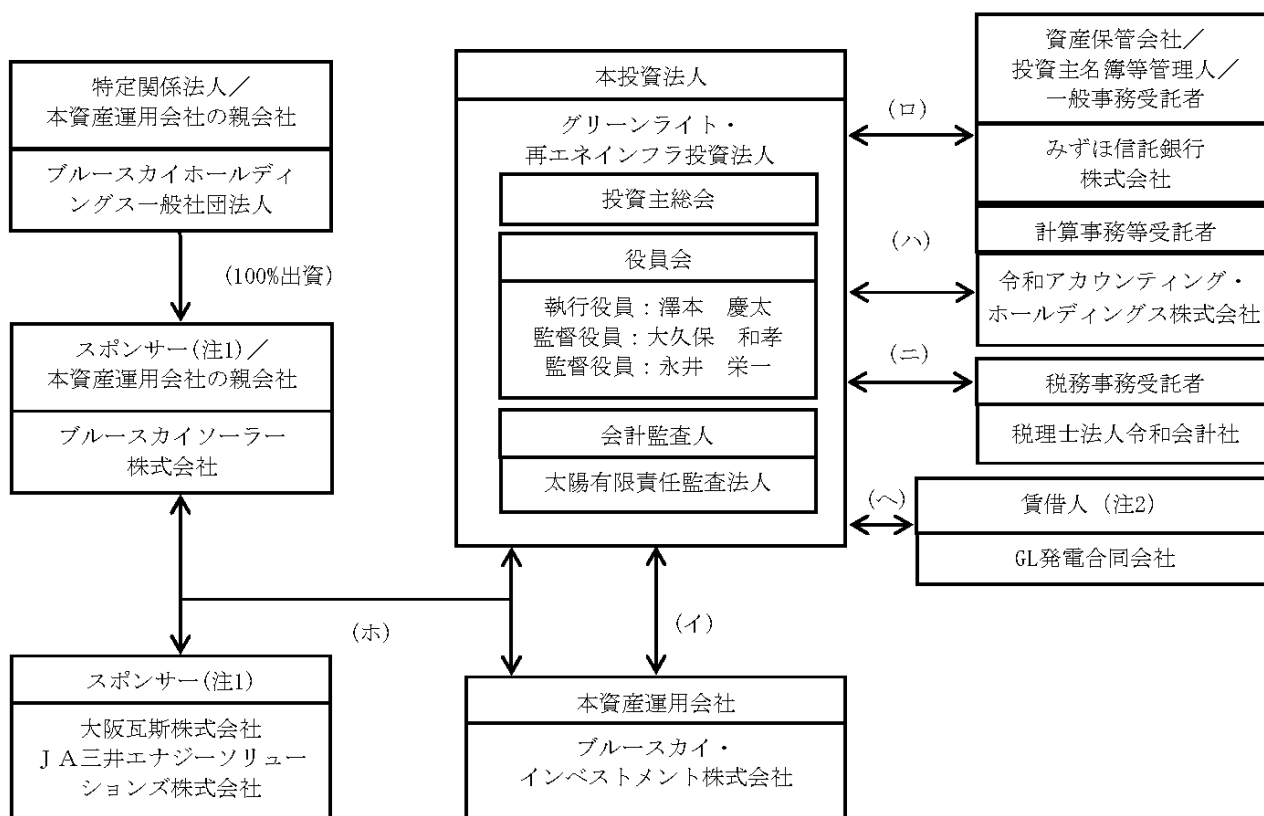 特定関係法人／
本資産運用会社の親会社
ブルースカイホールディ
ングス一般社団法人
(100%出資)
スポンサー(注1)／
本資産運用会社の親会社
ブルースカイソーラー
株式会社
スポンサー(注1)
大阪瓦斯株式会社
ＪＡ三井エナジーソリュー
ションズ株式会社
(ホ)
本投資法人
グリーンライト・
再エネインフラ投資法人
投資主総会
役員会
執行役員：澤本　慶太
監督役員：大久保　和孝
監督役員：永井　栄一
会計監査人
太陽有限責任監査法人
(イ)
本資産運用会社
ブルースカイ・
インベストメント株式会社
(ロ)
資産保管会社／
投資主名簿等管理人／
一般事務受託者
みずほ信託銀行
株式会社
(ハ)
計算事務等受託者
令和アカウンティング・
ホールディングス株式会社
(ニ)
税務事務受託者
税理士法人令和会計社
(ヘ)
賃借人 (注2)
GL発電合同会社